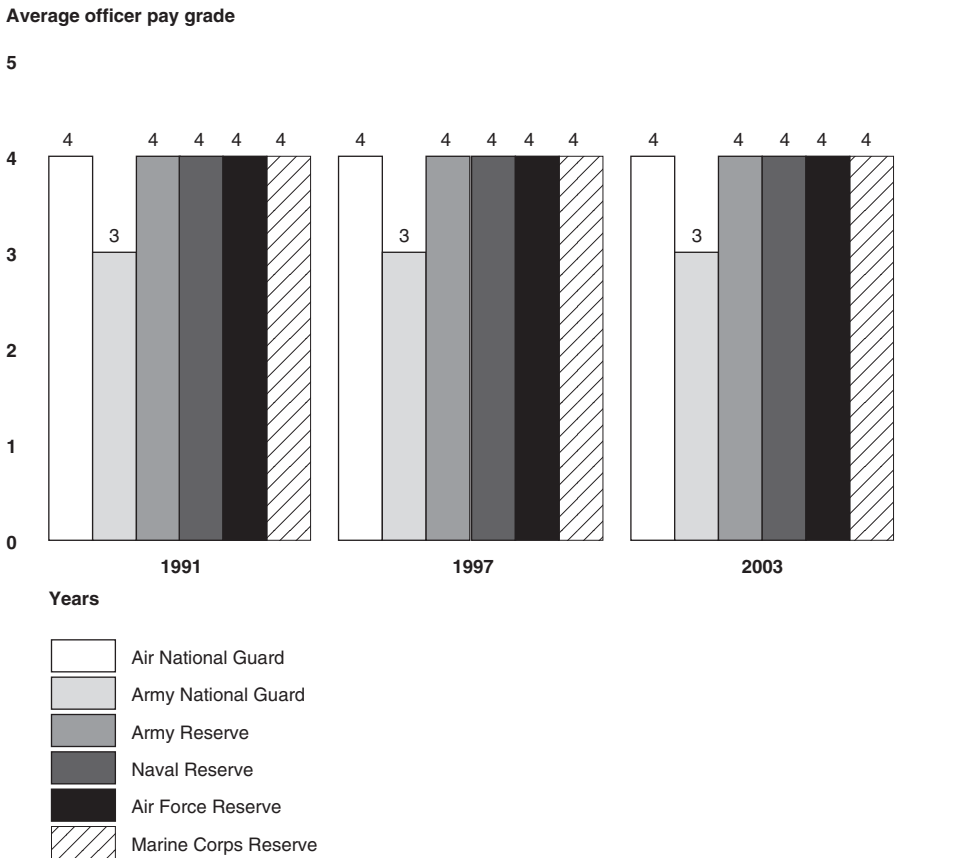 Average officer pay grade
5
4 4 4 4 4 4 4 4 4 4 4 4 4 4 4
4
3 3 3
3
2
1
0
1991 1997 2003
Years
Air National Guard
Army National Guard
Army Reserve
Naval Reserve
Air Force Reserve
Marine Corps Reserve